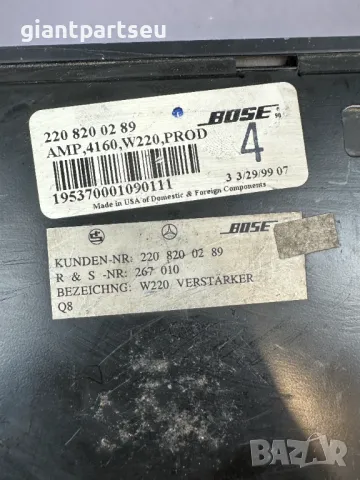 @ giantpartseu
220 820 02 89
AMP,4160,W220,PROD
BOSE
4
195370001090111
3 3/29/99 07
Made in USA of Domestic & Foreign Components
BOSE
KUNDEN-NR: 220 820 02 89
R & S -NR: 267 010
BEZEICHNG: W220 VERSTÄRKER
Q8
bazar.bg